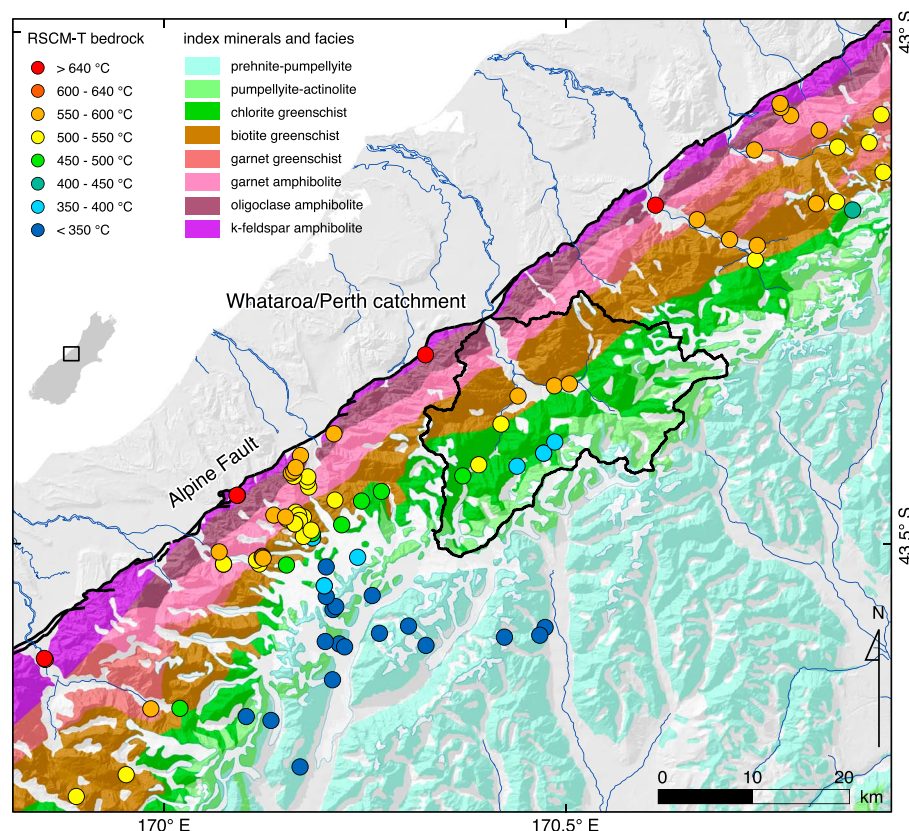 RSCM-T bedrock
> 640 °C
600 - 640 °C
550 - 600 °C
500 - 550 °C
450 - 500 °C
400 - 450 °C
350 - 400 °C
< 350 °C
index minerals and facies
prehnite-pumpellyite
pumpellyite-actinolite
chlorite greenschist
biotite greenschist
garnet greenschist
garnet amphibolite
oligoclase amphibolite
k-feldspar amphibolite
43° S
Whataroa/Perth catchment
Alpine Fault
43.5° S
N
0 10 20
km
170° E
170.5° E